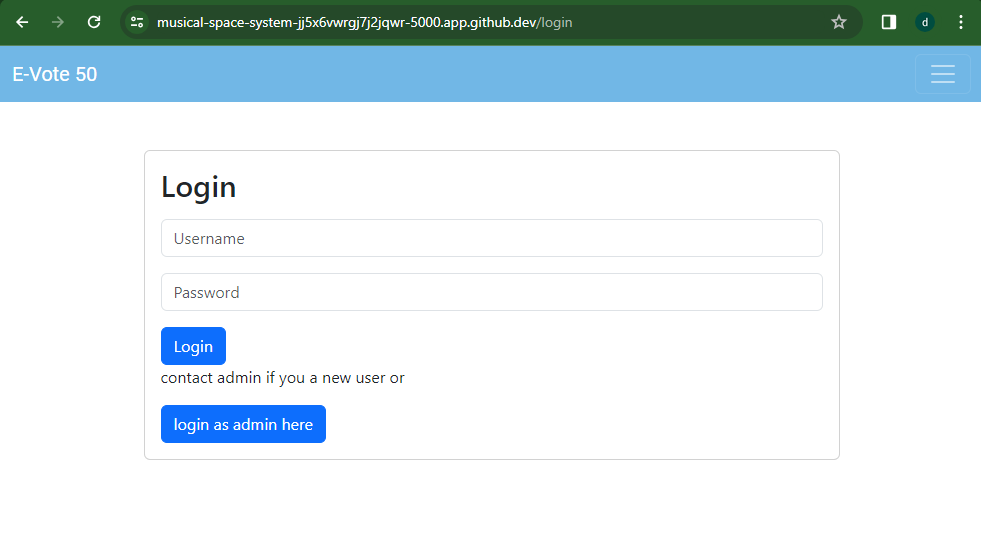 musical-space-system-jj5x6vwrgj7j2jqwr-5000.app.github.dev/login
d
E-Vote 50
Login
Username
Password
Login
contact admin if you a new user or
login as admin here